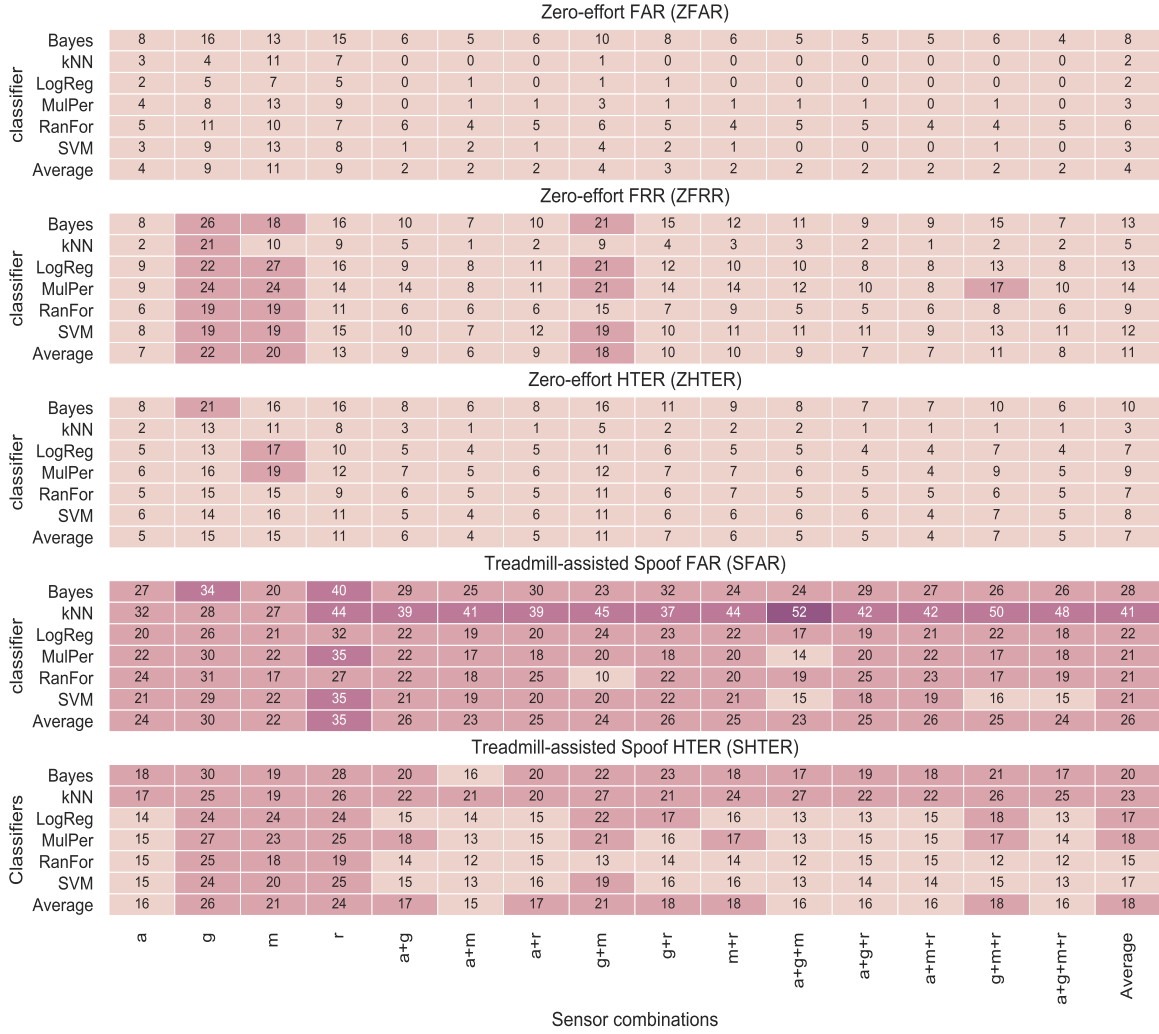 Zero-effort FAR (ZFAR)
Bayes 8 16 13 15 6 5 6 10 8 6 5 5 5 6 4 8
kNN 3 4 11 7 0 0 0 1 0 0 0 0 0 0 0 2
LogReg 2 5 7 5 0 1 0 1 1 0 0 0 0 0 0 2
MulPer 4 8 13 9 0 1 1 3 1 1 1 1 0 1 0 3
RanFor 5 11 10 7 6 4 5 6 5 4 5 5 4 4 5 6
SVM 3 9 13 8 1 2 1 4 2 1 0 0 0 1 0 3
Average 4 9 11 9 2 2 2 4 3 2 2 2 2 2 2 4
classifier
Zero-effort FRR (ZFRR)
Bayes 8 26 18 16 10 7 10 21 15 12 11 9 9 15 7 13
kNN 2 21 10 9 5 1 2 9 4 3 3 2 1 2 2 5
LogReg 9 22 27 16 9 8 11 21 12 10 10 8 8 13 8 13
MulPer 9 24 24 14 14 8 11 21 14 14 12 10 8 17 10 14
RanFor 6 19 19 11 6 6 6 15 7 9 5 5 6 8 6 9
SVM 8 19 19 15 10 7 12 19 10 11 11 11 9 13 11 12
Average 7 22 20 13 9 6 9 18 10 10 9 7 7 11 8 11
classifier
Zero-effort HTER (ZHTER)
Bayes 8 21 16 16 8 6 8 16 11 9 8 7 7 10 6 10
kNN 2 13 11 8 3 1 1 5 2 2 2 1 1 1 1 3
LogReg 5 13 17 10 5 4 5 11 6 5 5 4 4 7 4 7
MulPer 6 16 19 12 7 5 6 12 7 7 6 5 4 9 5 9
RanFor 5 15 15 9 6 5 5 11 6 7 5 5 5 6 5 7
SVM 6 14 16 11 5 4 6 11 6 6 6 6 4 7 5 8
Average 5 15 15 11 6 4 5 11 7 6 5 5 4 7 5 7
classifier
Treadmill-assisted Spoof FAR (SFAR)
Bayes 27 34 20 40 29 25 30 23 32 24 24 29 27 26 26 28
kNN 32 28 27 44 39 41 39 45 37 44 52 42 42 50 48 41
LogReg 20 26 21 32 22 19 20 24 23 22 17 19 21 22 18 22
MulPer 22 30 22 35 22 17 18 20 18 20 14 20 22 17 18 21
RanFor 24 31 17 27 22 18 25 10 22 20 19 25 23 17 19 21
SVM 21 29 22 35 21 19 20 20 22 21 15 18 19 16 15 21
Average 24 30 22 35 26 23 25 24 26 25 23 25 26 25 24 26
classifier
Treadmill-assisted Spoof HTER (SHTER)
Bayes 18 30 19 28 20 16 20 22 23 18 17 19 18 21 17 20
kNN 17 25 19 26 22 21 20 27 21 24 27 22 22 26 25 23
LogReg 14 24 24 24 15 14 15 22 17 16 13 13 15 18 13 17
MulPer 15 27 23 25 18 13 15 21 16 17 13 15 15 17 14 18
RanFor 15 25 18 19 14 12 15 13 14 14 12 15 15 12 12 15
SVM 15 24 20 25 15 13 16 19 16 16 13 14 14 15 13 17
Average 16 26 21 24 17 15 17 21 18 18 16 16 16 18 16 18
Classifiers
a g m r a+g a+m a+r g+m g+r m+r a+g+m a+g+r a+m+r g+m+r a+g+m+r Average
Sensor combinations